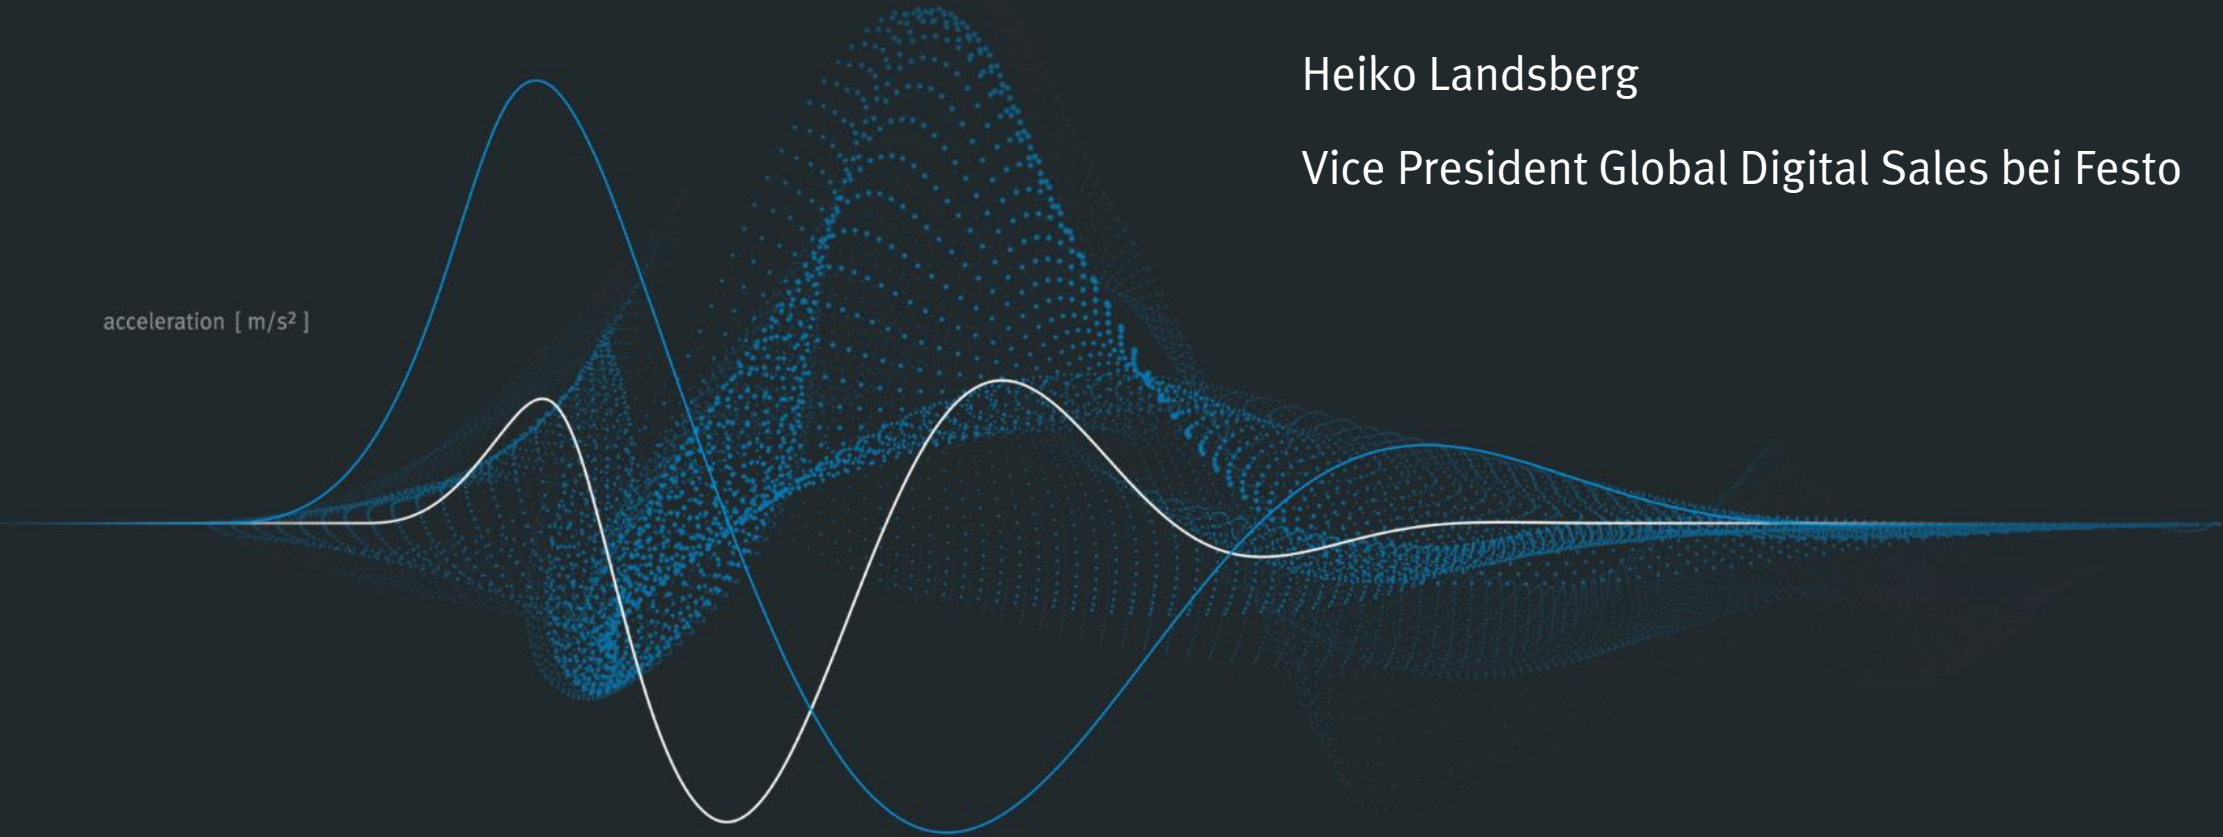 Heiko Landsberg
Vice President Global Digital Sales bei Festo
acceleration [ m/s² ]